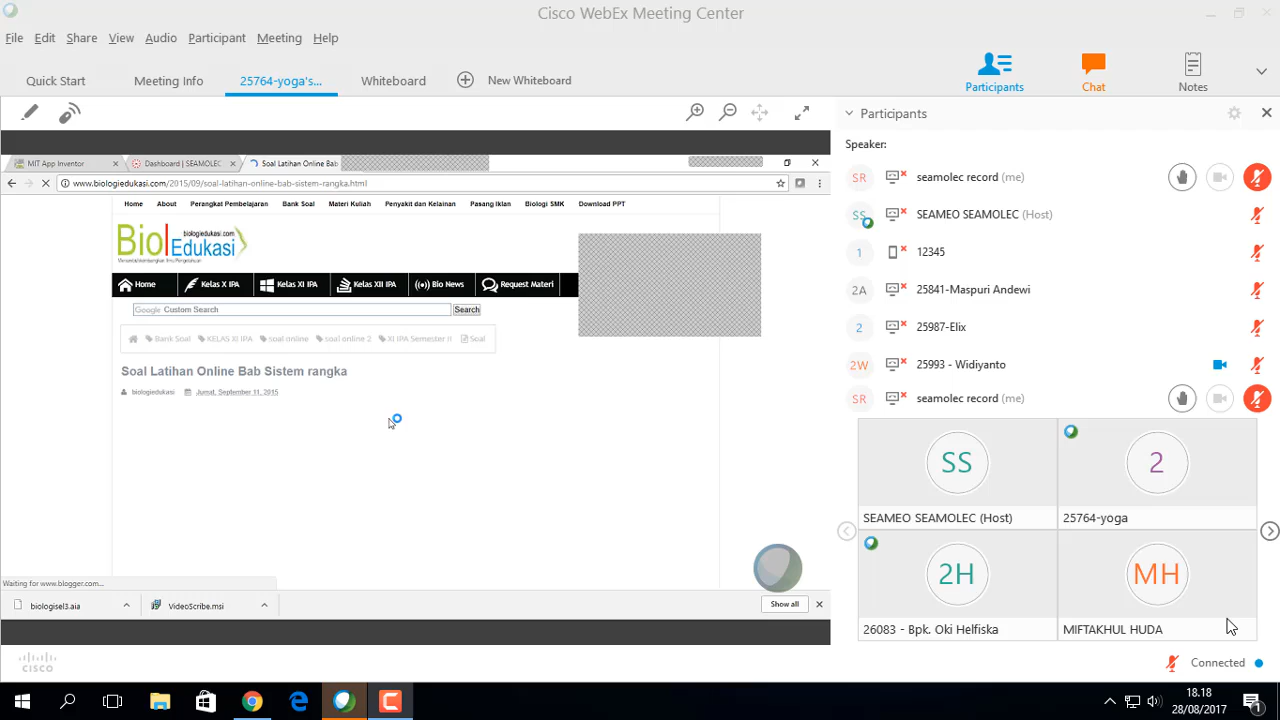 Cisco WebEx Meeting Center
File Edit Share View Audio Participant Meeting Help
Quick Start Meeting Info 25764-yoga's... Whiteboard New Whiteboard
Participants Chat Notes
Participants
Speaker:
SR seamolec record (me)
SS SEAMEO SEAMOLEC (Host)
1 12345
2A 25841-Maspuri Andewi
2 25987-Elix
2W 25993 - Widiyanto
SR seamolec record (me)
SS
SEAMEO SEAMOLEC (Host)
2
25764-yoga
2H
26083 - Bpk. Oki Helfiska
MH
MIFTAKHUL HUDA
Connected
MIT App Inventor Dashboard | SEAMOLEC Soal Latihan Online Bab
www.biologiedukasi.com/2015/09/soal-latihan-online-bab-sistem-rangka.html
Home About Perangkat Pembelajaran Bank Soal Materi Kuliah Penyakit dan Kelainan Pasang Iklan Biologi SMK Download PPT
Biol Edukasi
biologiedukasi.com
Home Kelas X IPA Kelas XI IPA Kelas XII IPA Bio News Request Materi
Google Custom Search Search
Bank Soal KELAS XI IPA soal online soal online 2 XI IPA Semester II Soal
Soal Latihan Online Bab Sistem rangka
biologiedukasi Jumat, September 11, 2015
Waiting for www.blogger.com...
biologisel3.aia VideoScribe.msi Show all
cisco
18.18
28/08/2017
1